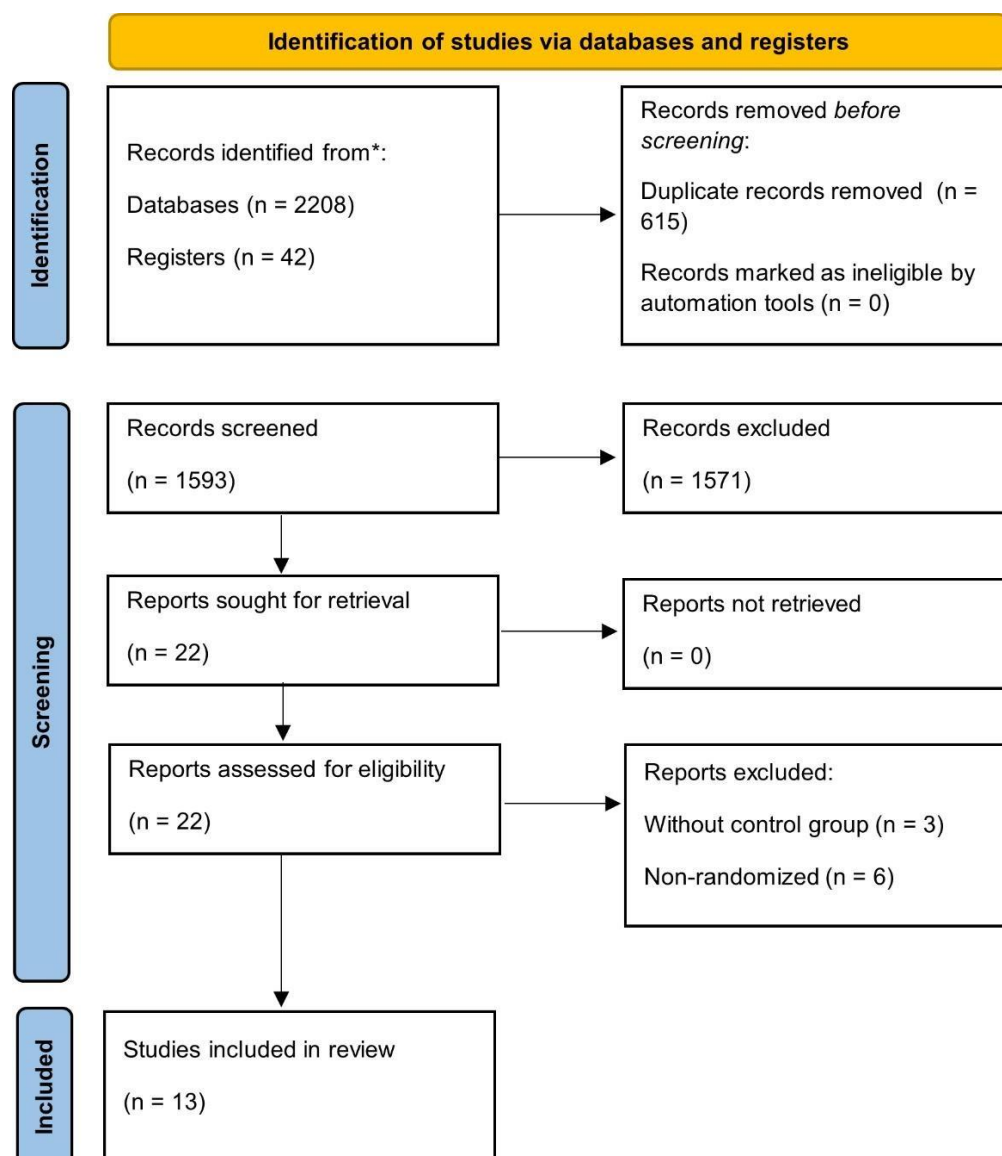 Identification of studies via databases and registers
Identification
Records identified from*:
Databases (n = 2208)
Registers (n = 42)
Records removed before
screening:
Duplicate records removed (n =
615)
Records marked as ineligible by
automation tools (n = 0)
Screening
Records screened
(n = 1593)
Records excluded
(n = 1571)
Reports sought for retrieval
(n = 22)
Reports not retrieved
(n = 0)
Reports assessed for eligibility
(n = 22)
Reports excluded:
Without control group (n = 3)
Non-randomized (n = 6)
Included
Studies included in review
(n = 13)